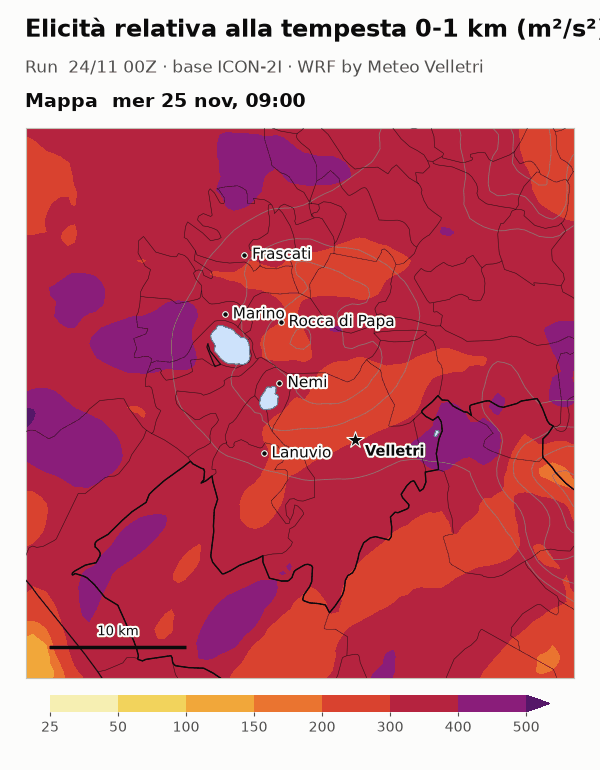 Elicità relativa alla tempesta 0-1 km (m²/s²)
Run 24/11 00Z · base ICON-2I · WRF by Meteo Velletri
Mappa mer 25 nov, 09:00
Frascati
Marino
Rocca di Papa
Nemi
Velletri
Lanuvio
10 km
25 50 100 150 200 300 400 500